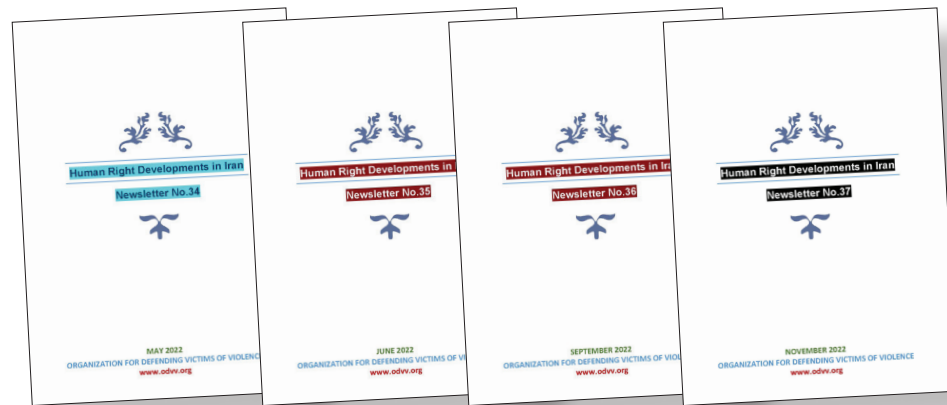 Human Right Developments in Iran
Newsletter No.34
MAY 2022
ORGANIZATION FOR DEFENDING VICTIMS OF VIOLENC
www.odvv.org
Human Right Developments in
Newsletter No.35
JUNE 2022
ORGANIZATION FOR DEFENDING VICTIMS OF
www.odvv.org
Human Right Developments in
Newsletter No.36
SEPTEMBER 2022
ORGANIZATION FOR DEFENDING VICTIMS OF
www.odvv.org
Human Right Developments in Iran
Newsletter No.37
NOVEMBER 2022
ORGANIZATION FOR DEFENDING VICTIMS OF VIOLENCE
www.odvv.org